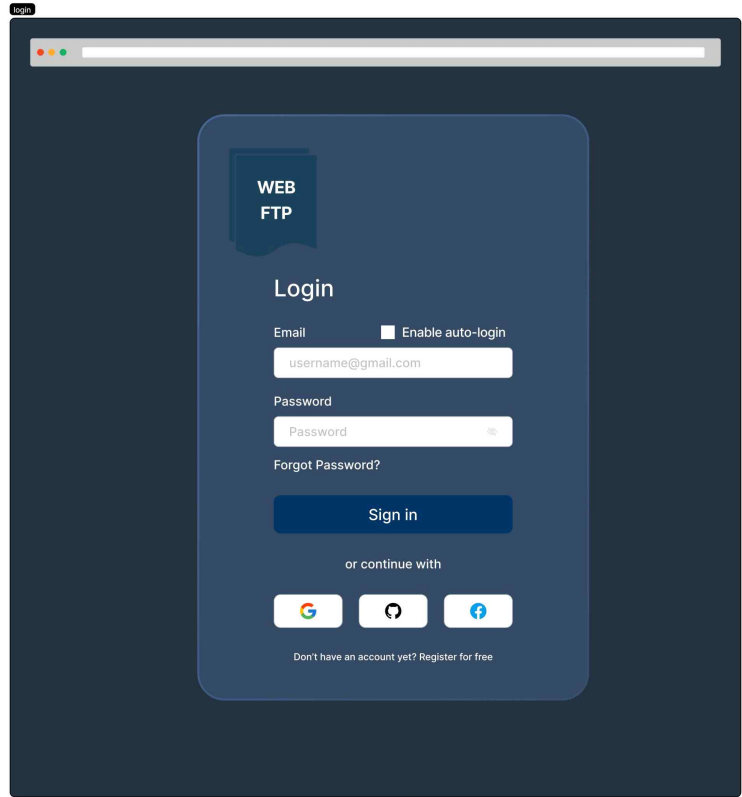 login
WEB
FTP
Login
Email
Enable auto-login
username@gmail.com
Password
Password
Forgot Password?
Sign in
or continue with
Don't have an account yet? Register for free